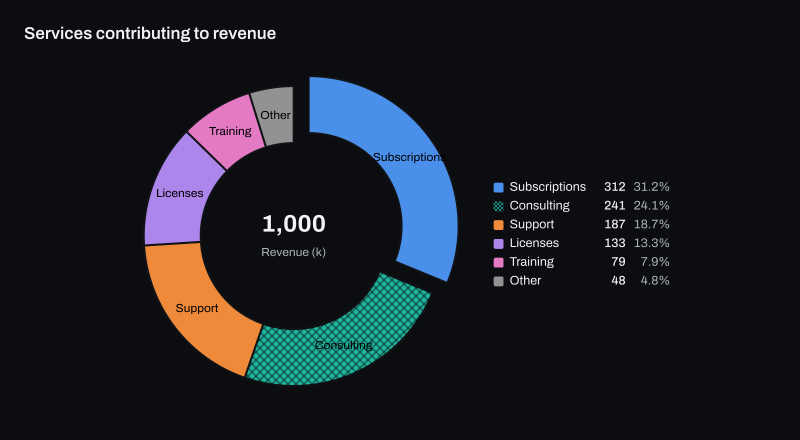 Services contributing to revenue
Other
Training
Subscriptions
Licenses
1,000
Revenue (k)
Support
Consulting
Subscriptions 312 31.2%
Consulting 241 24.1%
Support 187 18.7%
Licenses 133 13.3%
Training 79 7.9%
Other 48 4.8%